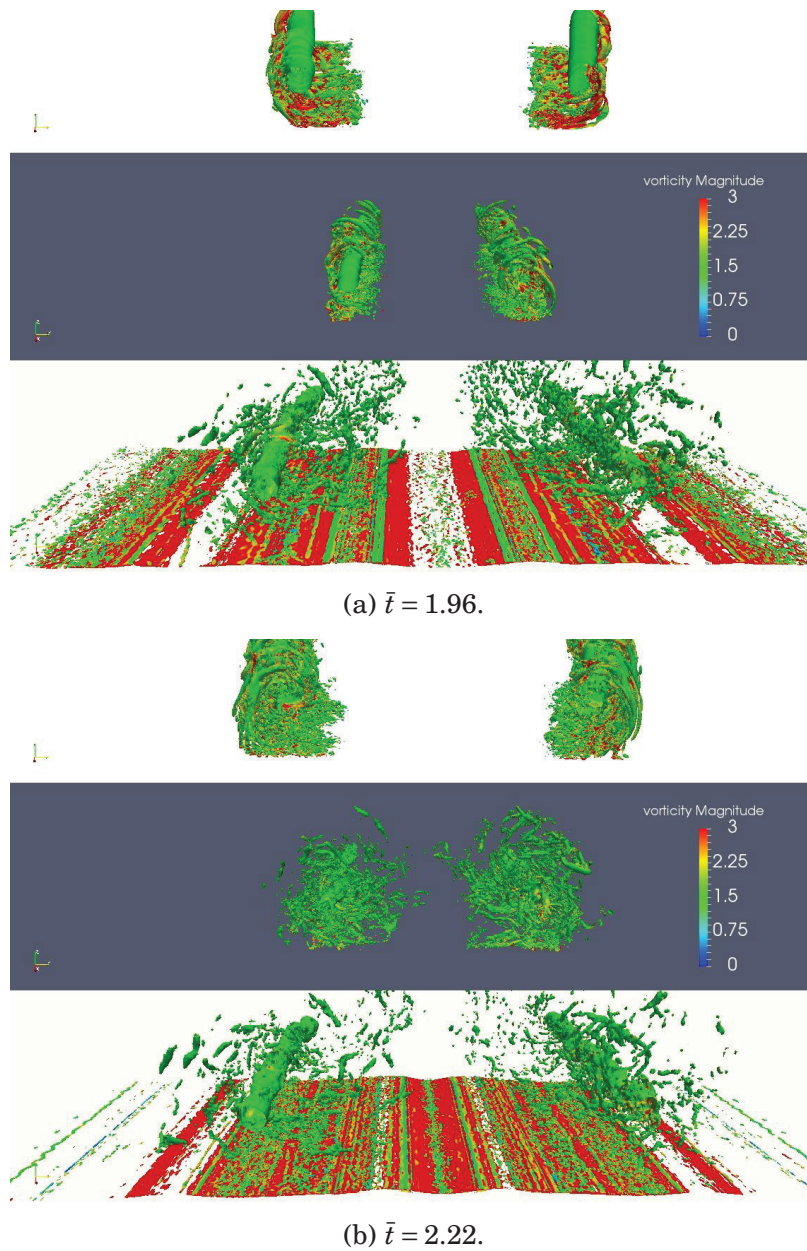 vorticity Magnitude
3
2.25
1.5
0.75
0
(a) t̄ = 1.96.
vorticity Magnitude
3
2.25
1.5
0.75
0
(b) t̄ = 2.22.